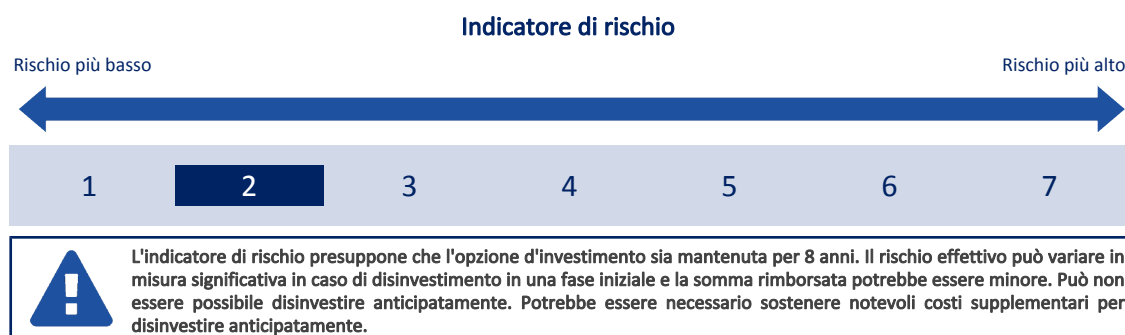 Indicatore di rischio
Rischio più basso
Rischio più alto
1 2 3 4 5 6 7
L'indicatore di rischio presuppone che l'opzione d'investimento sia mantenuta per 8 anni. Il rischio effettivo può variare in
misura significativa in caso di disinvestimento in una fase iniziale e la somma rimborsata potrebbe essere minore. Può non
essere possibile disinvestire anticipatamente. Potrebbe essere necessario sostenere notevoli costi supplementari per
disinvestire anticipatamente.